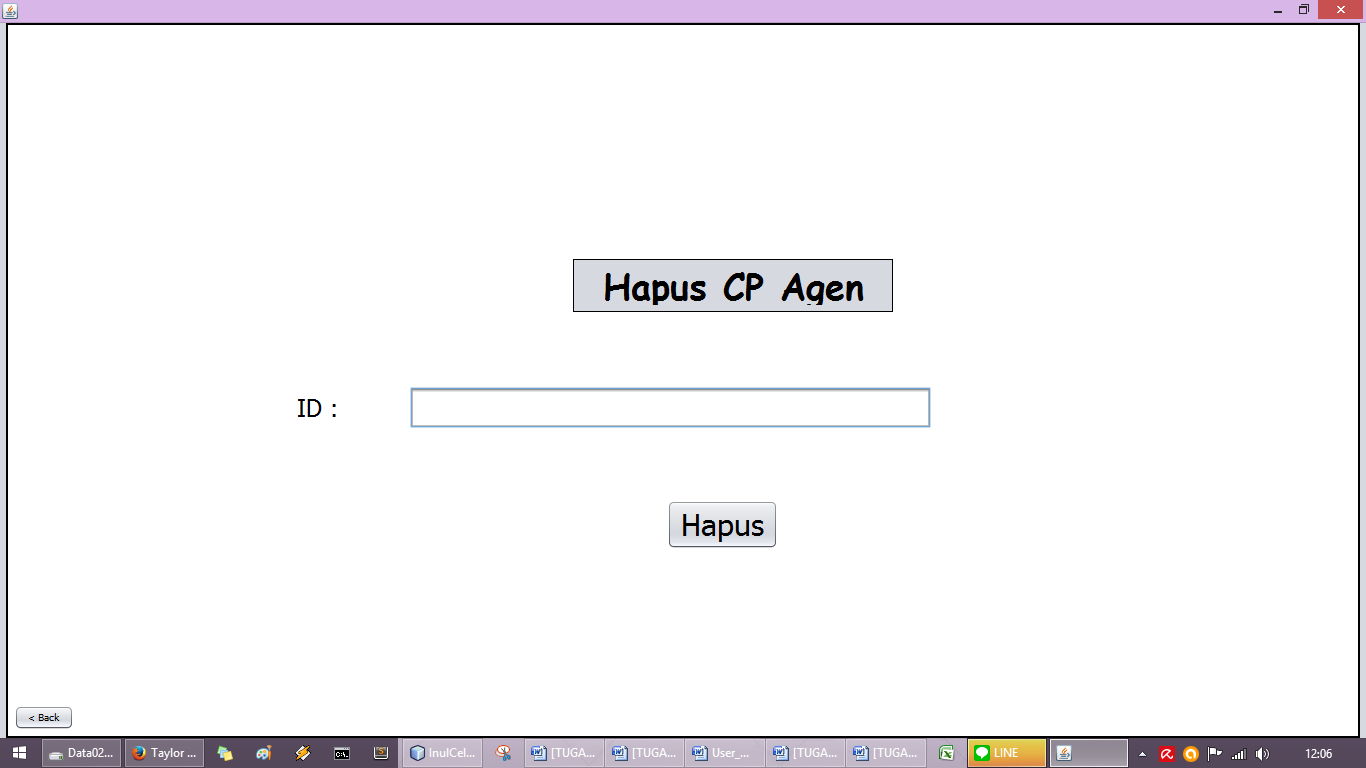 Hapus CP Agen
ID :
Hapus
< Back
Data02...
Taylor ...
C:\.
S
InulCel...
[TUGA...
[TUGA...
User_...
[TUGA...
[TUGA...
LINE
12:06